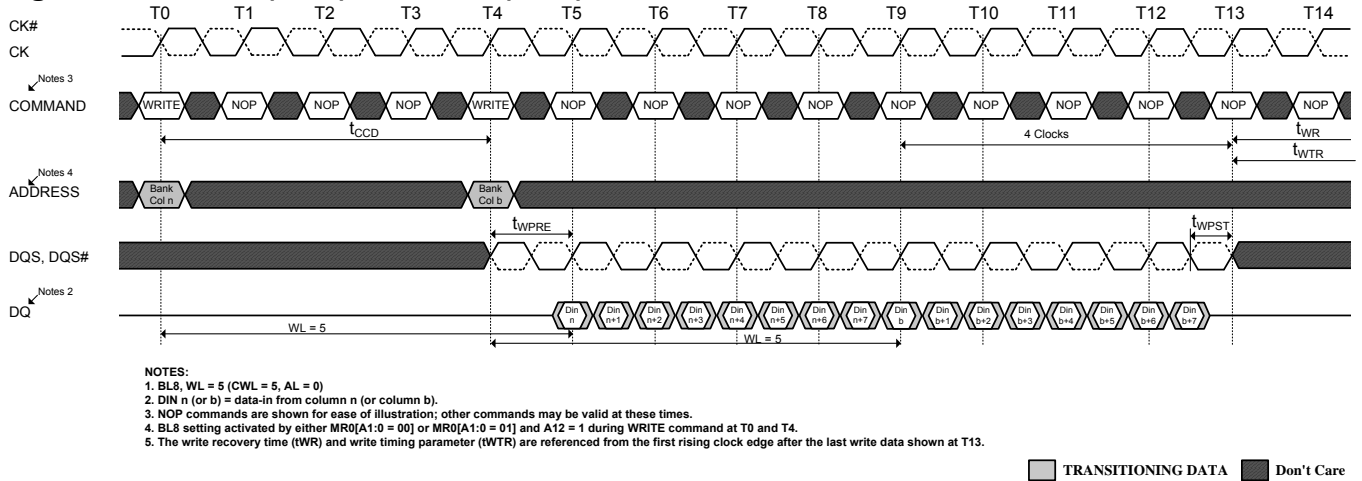 T0 T1 T2 T3 T4 T5 T6 T7 T8 T9 T10 T11 T12 T13 T14
CK#
CK
Notes 3
COMMAND
WRITE NOP NOP NOP WRITE NOP NOP NOP NOP NOP NOP NOP NOP NOP NOP
tCCD
4 Clocks
tWR
tWTR
Notes 4
ADDRESS
Bank Bank
Col n Col b
tWPRE
tWPST
DQS, DQS#
Notes 2
DQ
Din Din Din Din Din Din Din Din Din Din Din Din Din Din Din Din
n n+1 n+2 n+3 n+4 n+5 n+6 n+7 b b+1 b+2 b+3 b+4 b+5 b+6 b+7
WL = 5
WL = 5
NOTES:
1. BL8, WL = 5 (CWL = 5, AL = 0)
2. DIN n (or b) = data-in from column n (or column b).
3. NOP commands are shown for ease of illustration; other commands may be valid at these times.
4. BL8 setting activated by either MR0[A1:0 = 00] or MR0[A1:0 = 01] and A12 = 1 during WRITE command at T0 and T4.
5. The write recovery time (tWR) and write timing parameter (tWTR) are referenced from the first rising clock edge after the last write data shown at T13.
TRANSITIONING DATA Don't Care